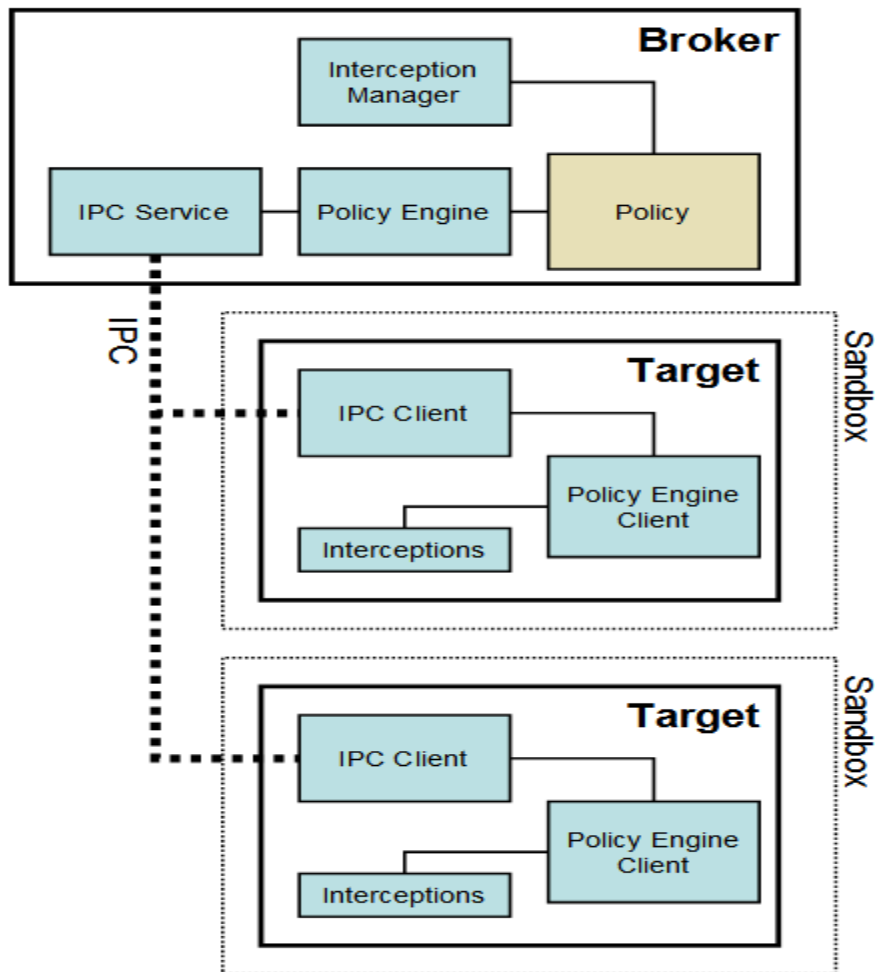 Broker
Interception
Manager
IPC Service
Policy Engine
Policy
IPC
Sandbox
Target
IPC Client
Policy Engine
Client
Interceptions
Sandbox
Target
IPC Client
Policy Engine
Client
Interceptions